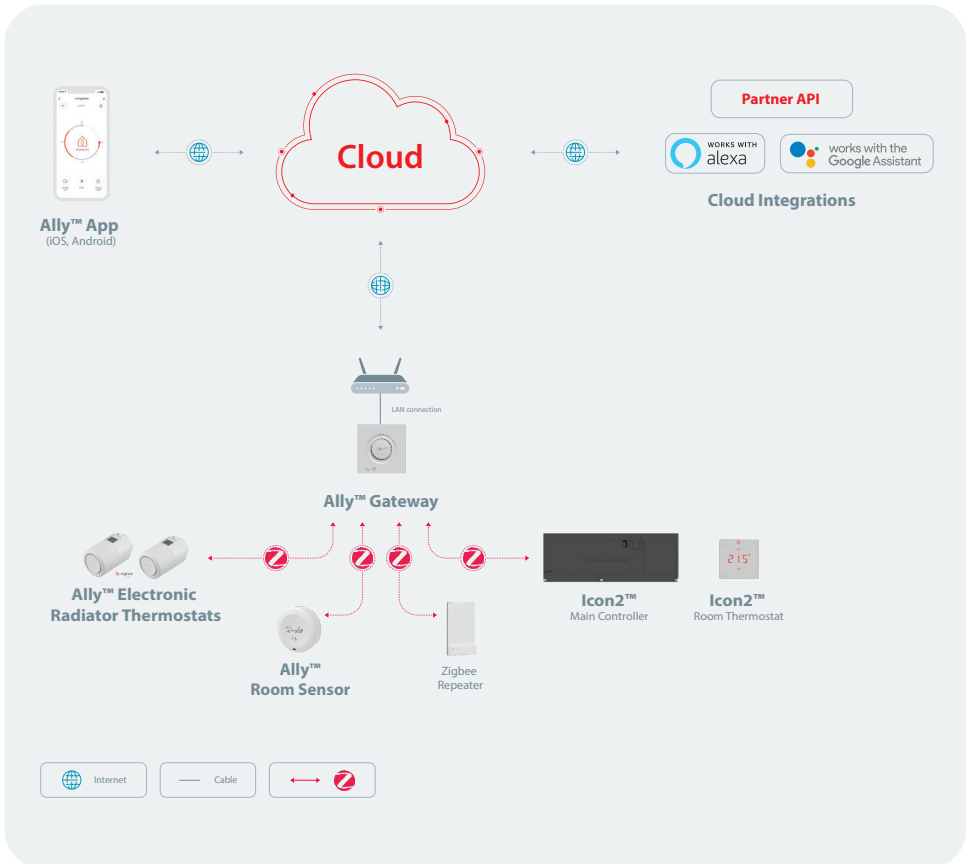 Partner API
Cloud
WORKS WITH
alexa
works with the
Google Assistant
Cloud Integrations
Ally™ App
(iOS, Android)
LAN connection
Ally™ Gateway
Ally™ Electronic
Radiator Thermostats
21.5°
Icon2™
Main Controller
Icon2™
Room Thermostat
Ally™
Room Sensor
Zigbee
Repeater
Internet
Cable